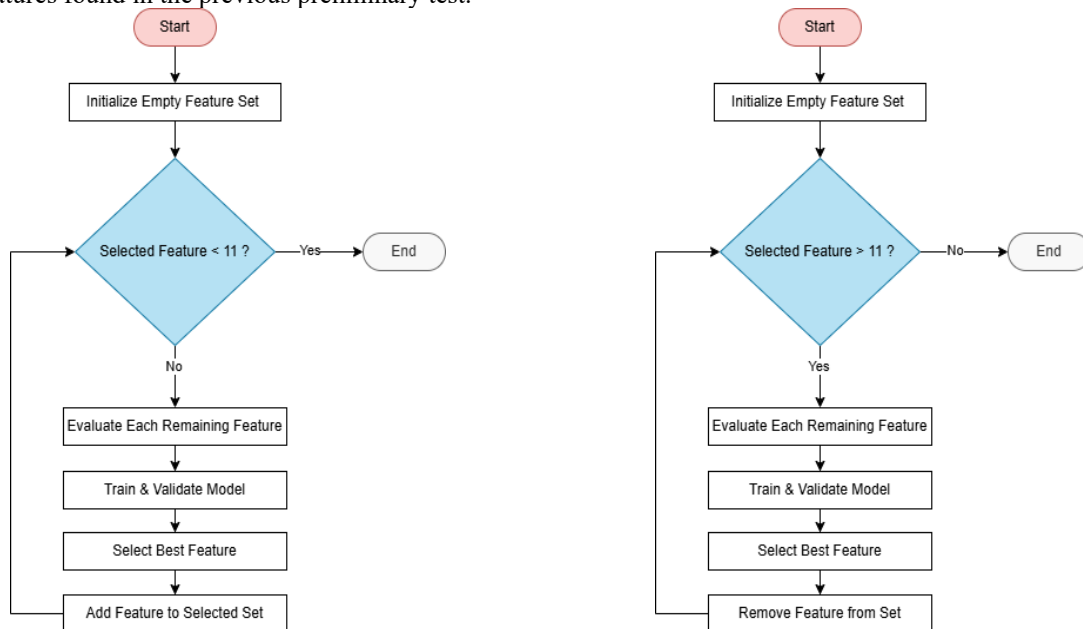 atures found in the previous preliminary test.
Start
Initialize Empty Feature Set
Selected Feature < 11 ?
Yes
End
No
Evaluate Each Remaining Feature
Train & Validate Model
Select Best Feature
Add Feature to Selected Set
Start
Initialize Empty Feature Set
Selected Feature > 11 ?
No
End
Yes
Evaluate Each Remaining Feature
Train & Validate Model
Select Best Feature
Remove Feature from Set